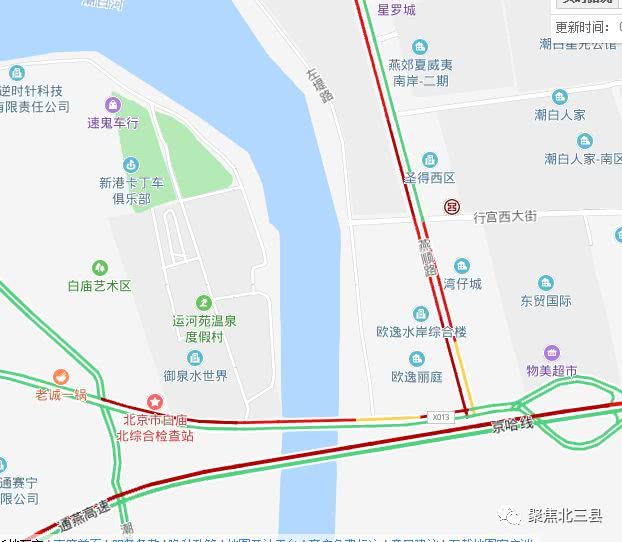 星罗城
更新时间：
潮白星光公馆
燕郊夏威夷
南岸-二期
左堤路
逆时针科技
有限责任公司
速鬼车行
潮白人家
潮白人家-南区
圣得西区
新港卡丁车
俱乐部
行宫西大街
燕顺路
白庙艺术区
湾仔城
东贸国际
运河苑温泉
度假村
欧逸水岸综合楼
御泉水世界
欧逸丽庭
物美超市
老诚一锅
北京市白庙
北综合检查站
X013
京哈线
通赛宁
限公司
通燕高速
潮
聚焦北三县